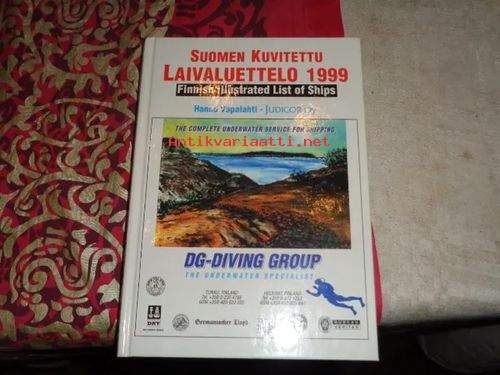 SUOMEN KUVITETTU
LAIVALUETTELO 1999
Finnish Illustrated List of Ships
Hannu Vapalahti - JUDICOR Oy
THE COMPLETE UNDERWATER SERVICE FOR SHIPPING
Antikvariaatti.net
DG-DIVING GROUP
THE UNDERWATER SPECIALIST
TURKU, FINLAND
HELSINKI, FINLAND
DNV
Germanischer Lloyd
BUREAU
VERITAS